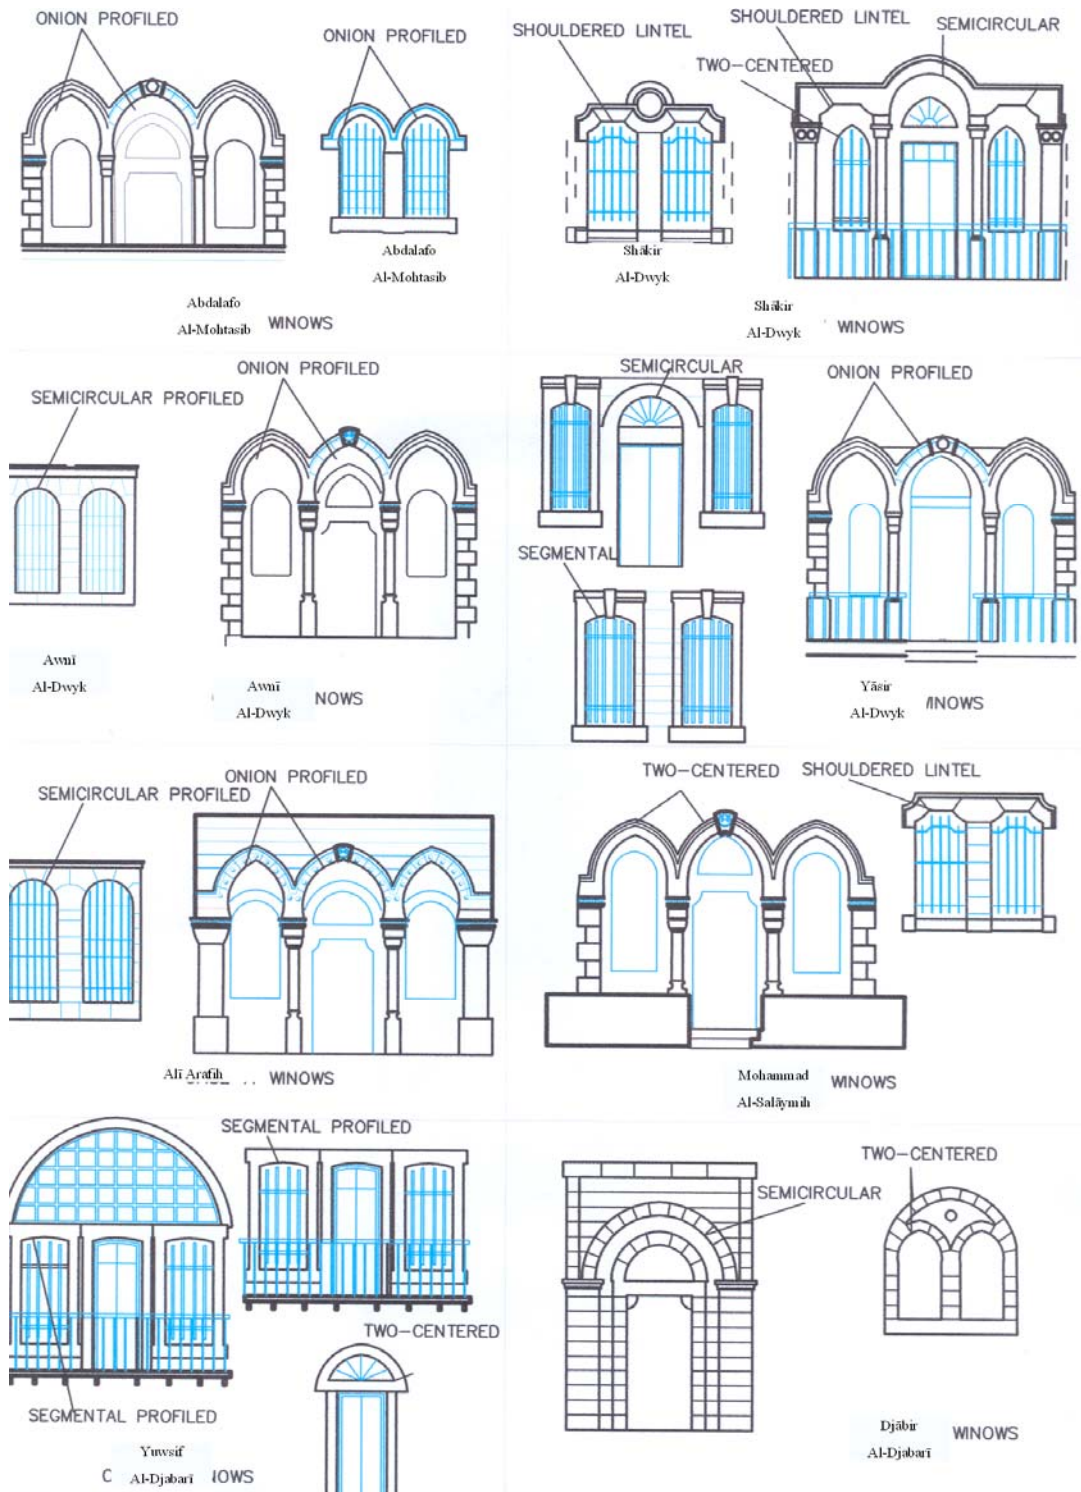 ONION PROFILED
ONION PROFILED
Abdalafo
Al-Mohtasib
Abdalafo
Al-Mohtasib
WINOWS
SHOULDERED LINTEL
SHOULDERED LINTEL
SEMICIRCULAR
TWO-CENTERED
Shākir
Al-Dwyk
Shākir
Al-Dwyk
WINOWS
SEMICIRCULAR PROFILED
ONION PROFILED
Awnī
Al-Dwyk
Awnī
Al-Dwyk
NOWS
SEMICIRCULAR
ONION PROFILED
SEGMENTAL
Yāsir
Al-Dwyk
INOWS
SEMICIRCULAR PROFILED
ONION PROFILED
Alī Arafih
WINOWS
TWO-CENTERED
SHOULDERED LINTEL
Mohammad
Al-Salāymih
WINOWS
SEGMENTAL PROFILED
TWO-CENTERED
SEGMENTAL PROFILED
Yuwsif
Al-Djabarī
C
IOWS
SEMICIRCULAR
TWO-CENTERED
Djābir
Al-Djabarī
WINOWS